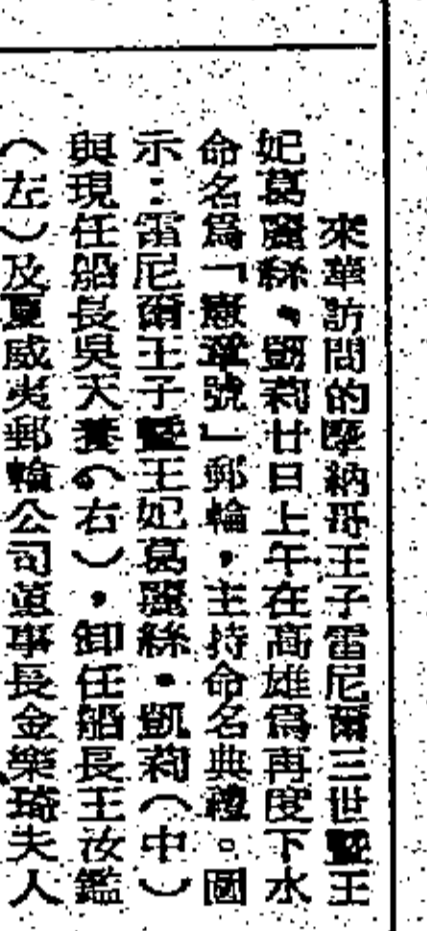 來華訪問的摩納哥王子雷尼爾三世暨王
妃葛麗絲•凱莉廿日上午在高雄爲再度下水
命名爲「憲章號」郵輪，主持命名典禮。圖
示：雷尼爾王子暨王妃葛麗絲•凱莉（中）
與現任船長吳天養（右），卸任船長王汝鑑
（左）及夏威夷郵輪公司董事長金樂琦夫人